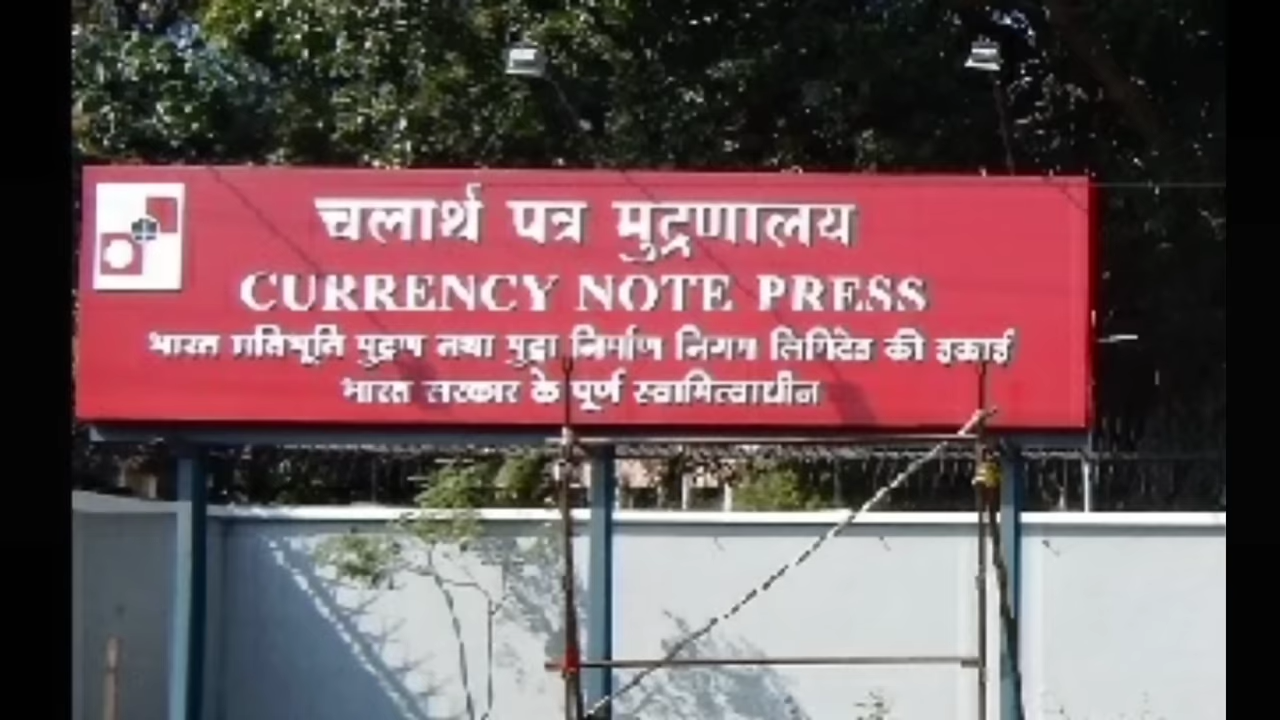 चलार्थ पत्र मुद्रणालय
CURRENCY NOTE PRESS
भारत प्रतिभूति मुद्रण तथा मुद्रा निर्माण निगम लिमिटेड की इकाई
भारत सरकार के पूर्ण स्वामित्वाधीन